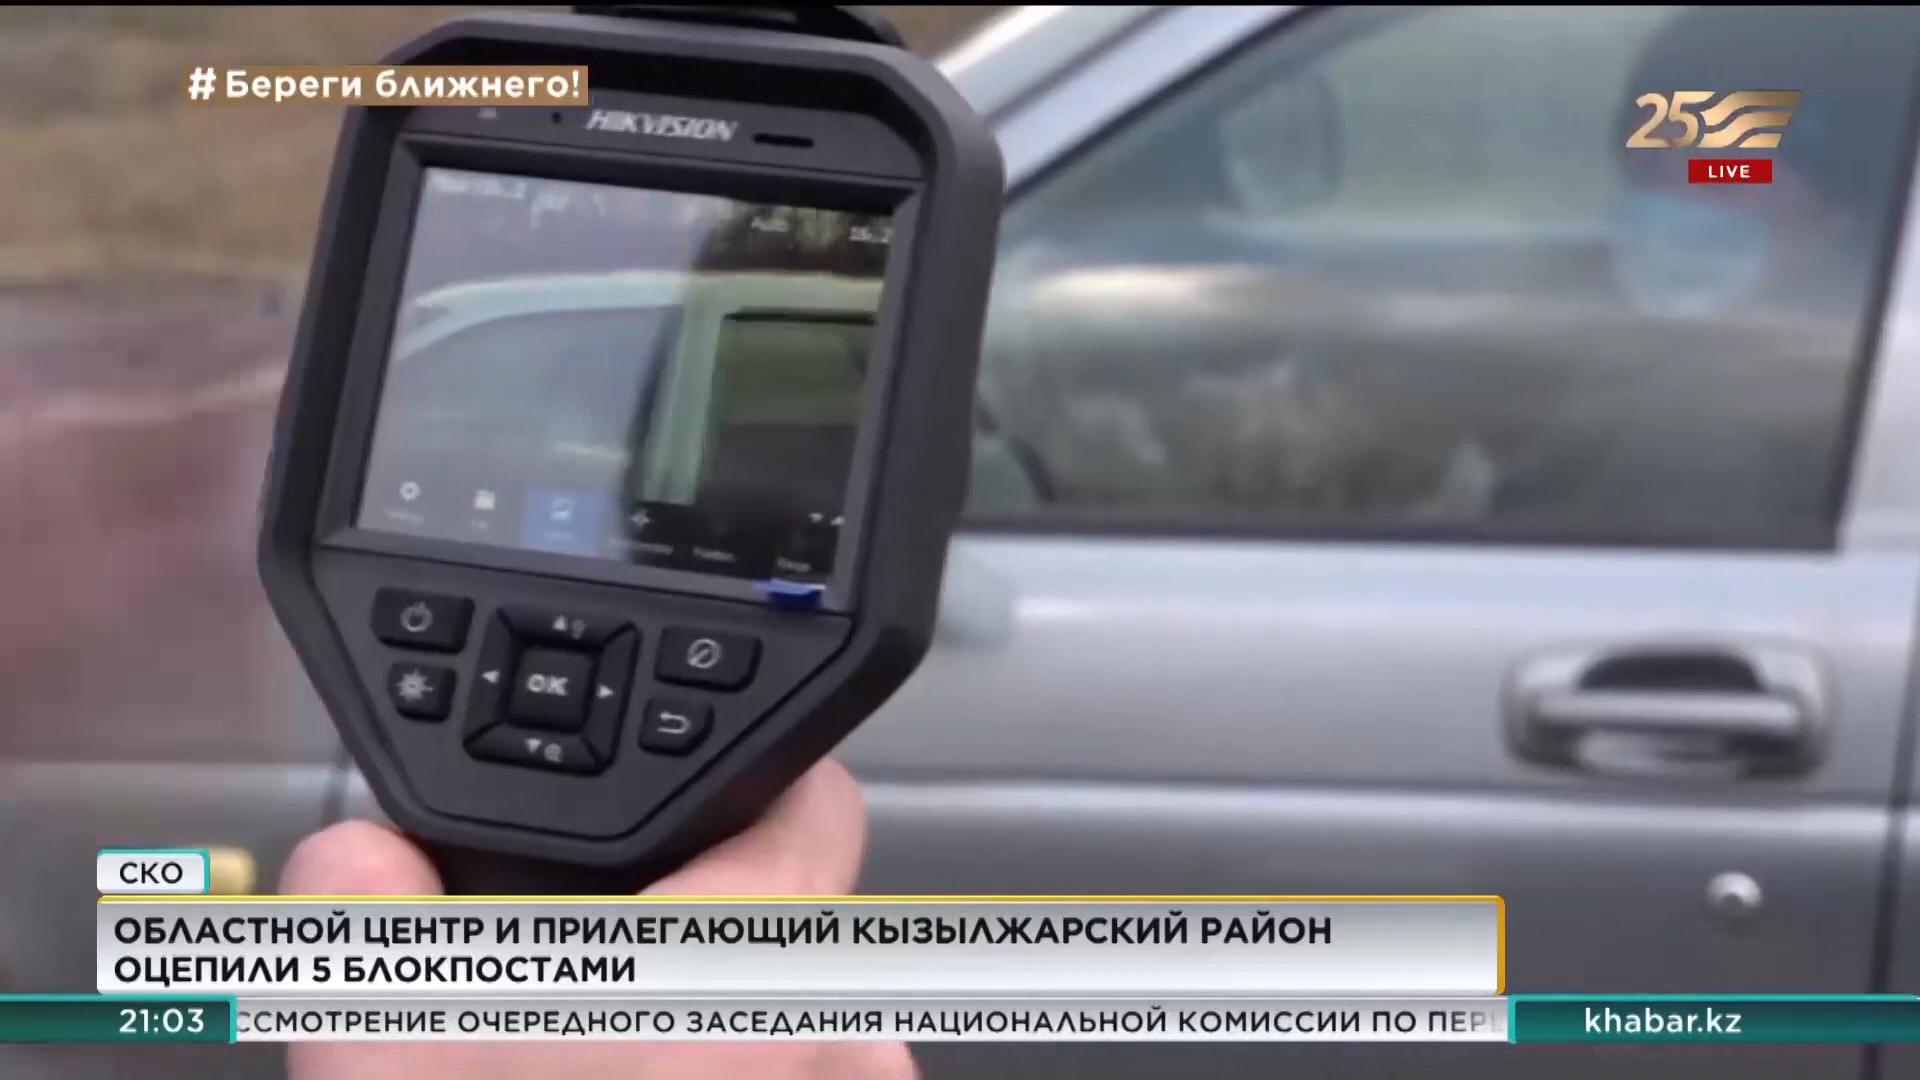 #Береги ближнего!
25
LIVE
HIKVISION
OK
СКО
ОБЛАСТНОЙ ЦЕНТР И ПРИЛЕГАЮЩИЙ КЫЗЫЛЖАРСКИЙ РАЙОН
ОЦЕПИЛИ 5 БЛОКПОСТАМИ
21:03
ССМОТРЕНИЕ ОЧЕРЕДНОГО ЗАСЕДАНИЯ НАЦИОНАЛЬНОЙ КОМИССИИ ПО
khabar.kz